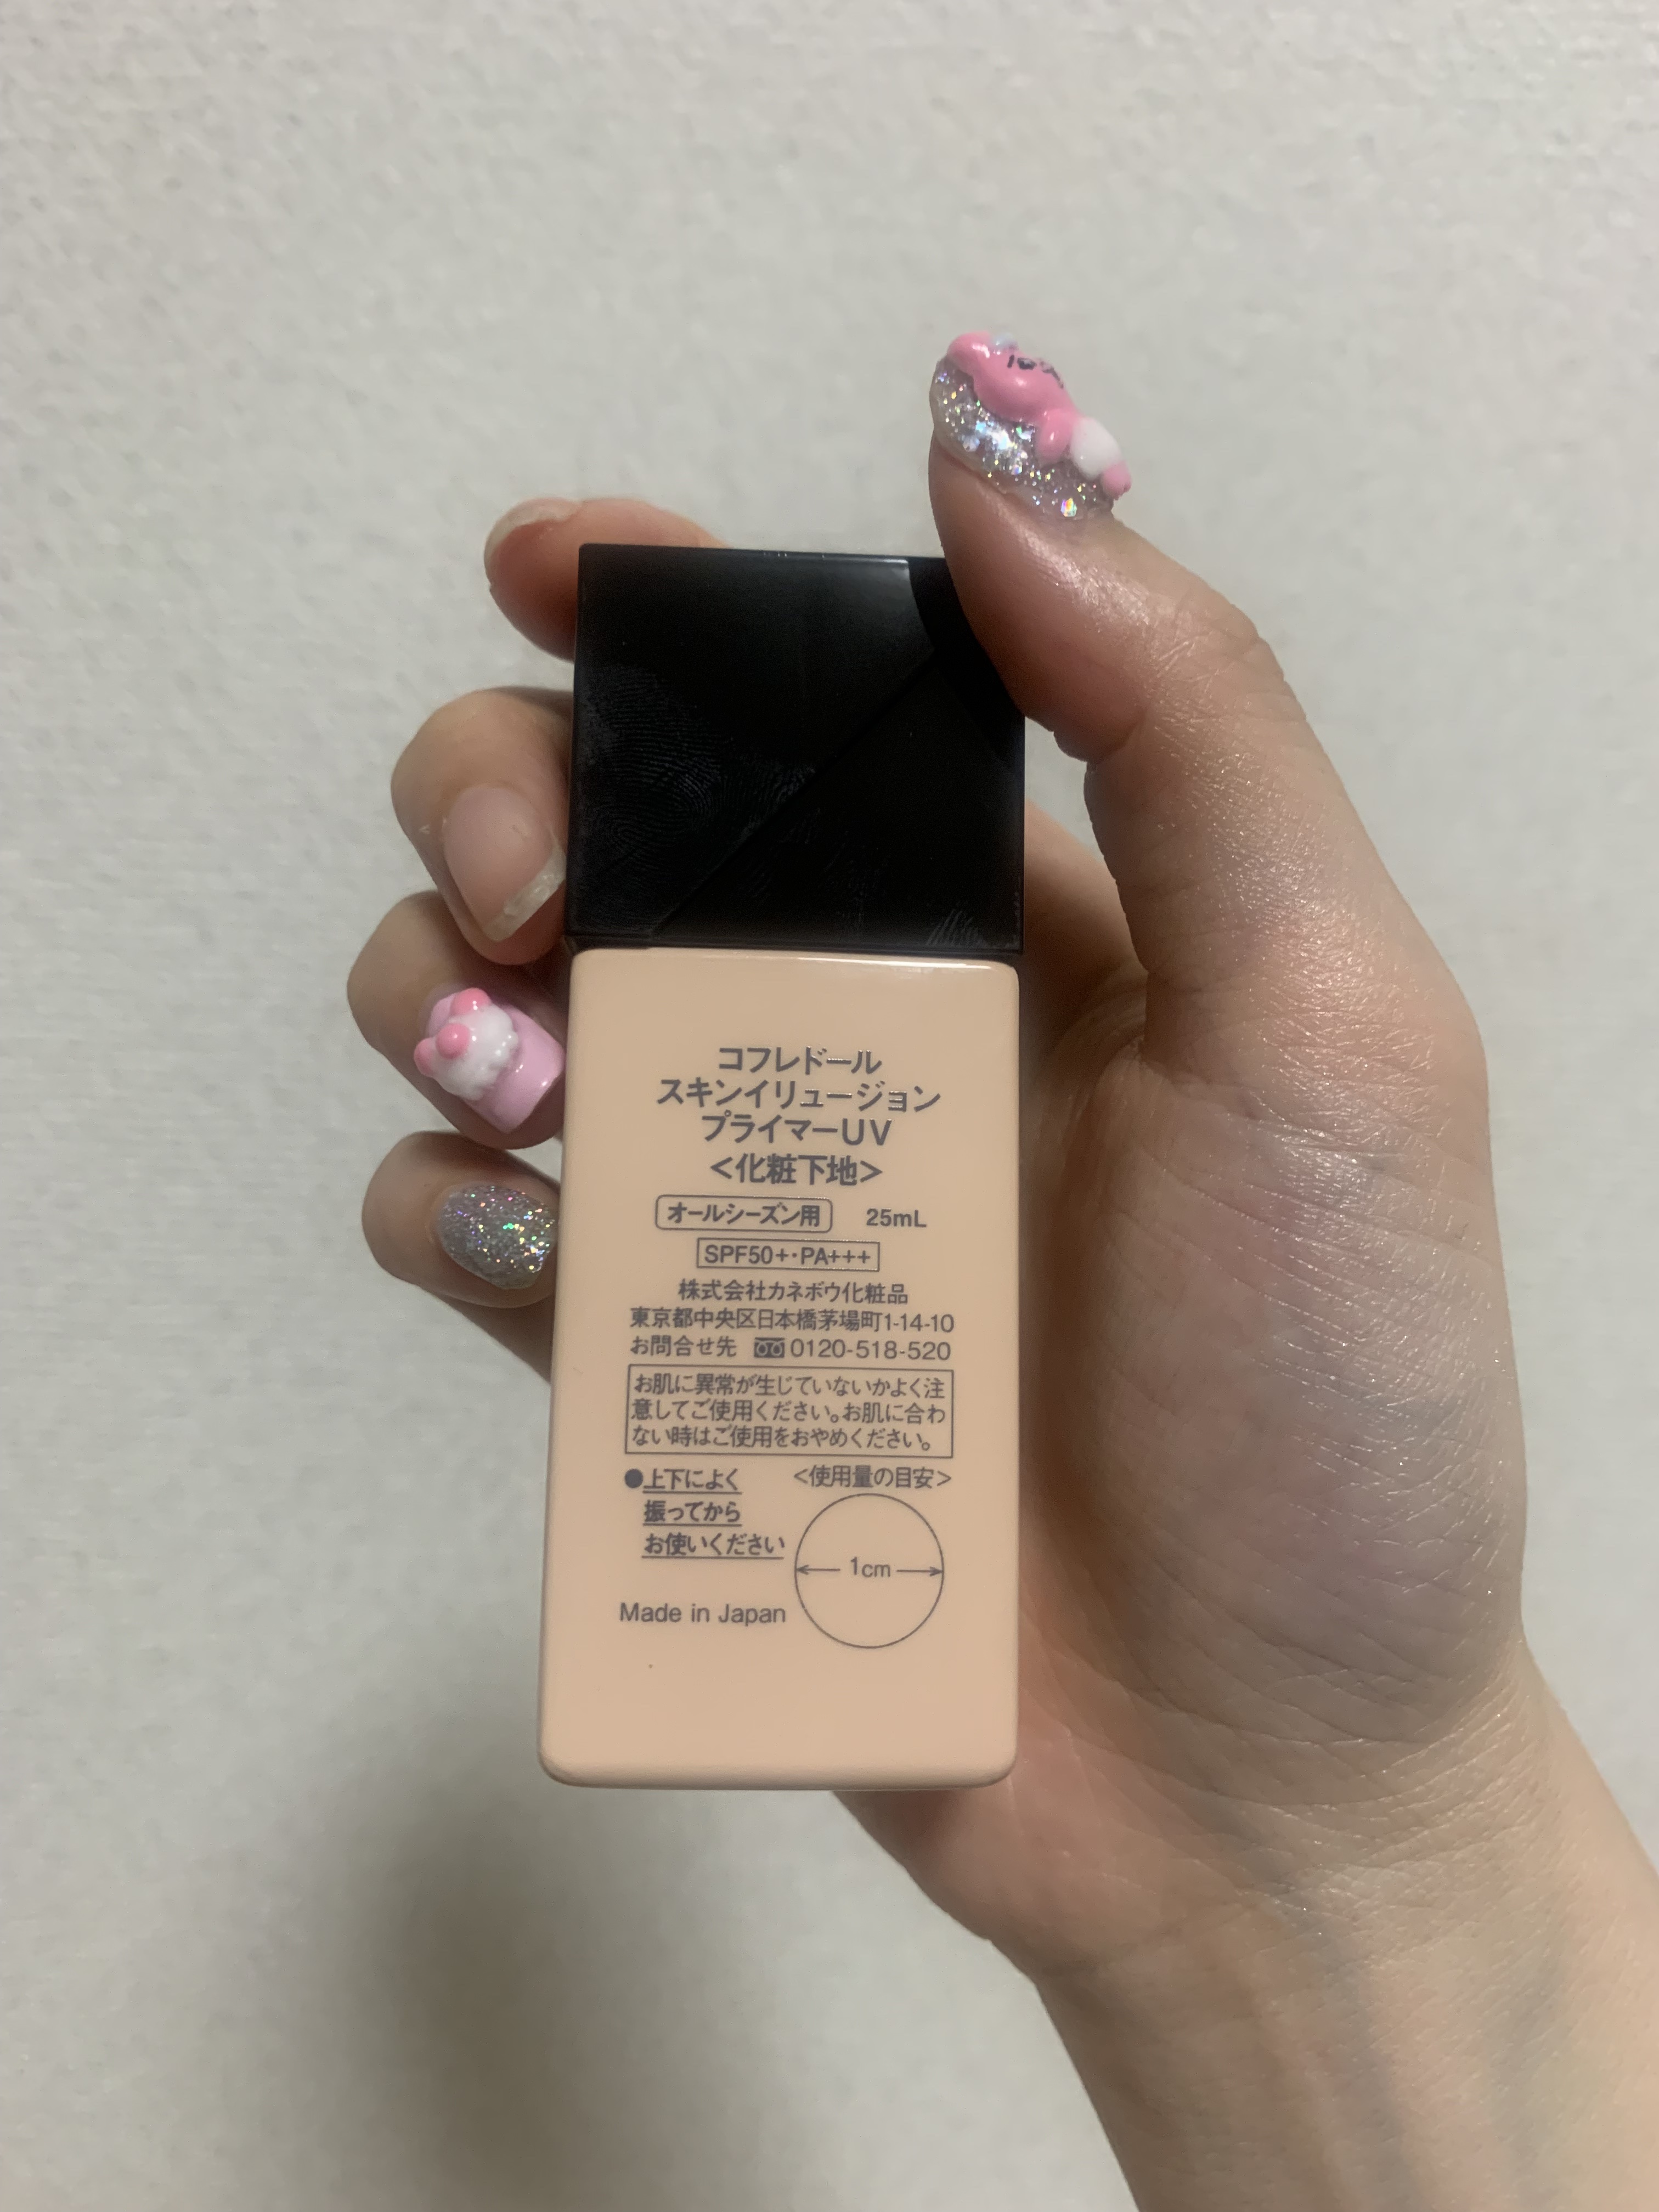 コフレドール
スキンイリュージョン
プライマーUV
<化粧下地>
オールシーズン用 25mL
SPF50+・PA+++
株式会社カネボウ化粧品
東京都中央区日本橋茅場町1-14-10
お問合せ先 0120-518-520
お肌に異常が生じていないかよく注
意してご使用ください。お肌に合わ
ない時はご使用をおやめください。
●上下によく
振ってから
お使いください
<使用量の目安>
1cm
Made in Japan